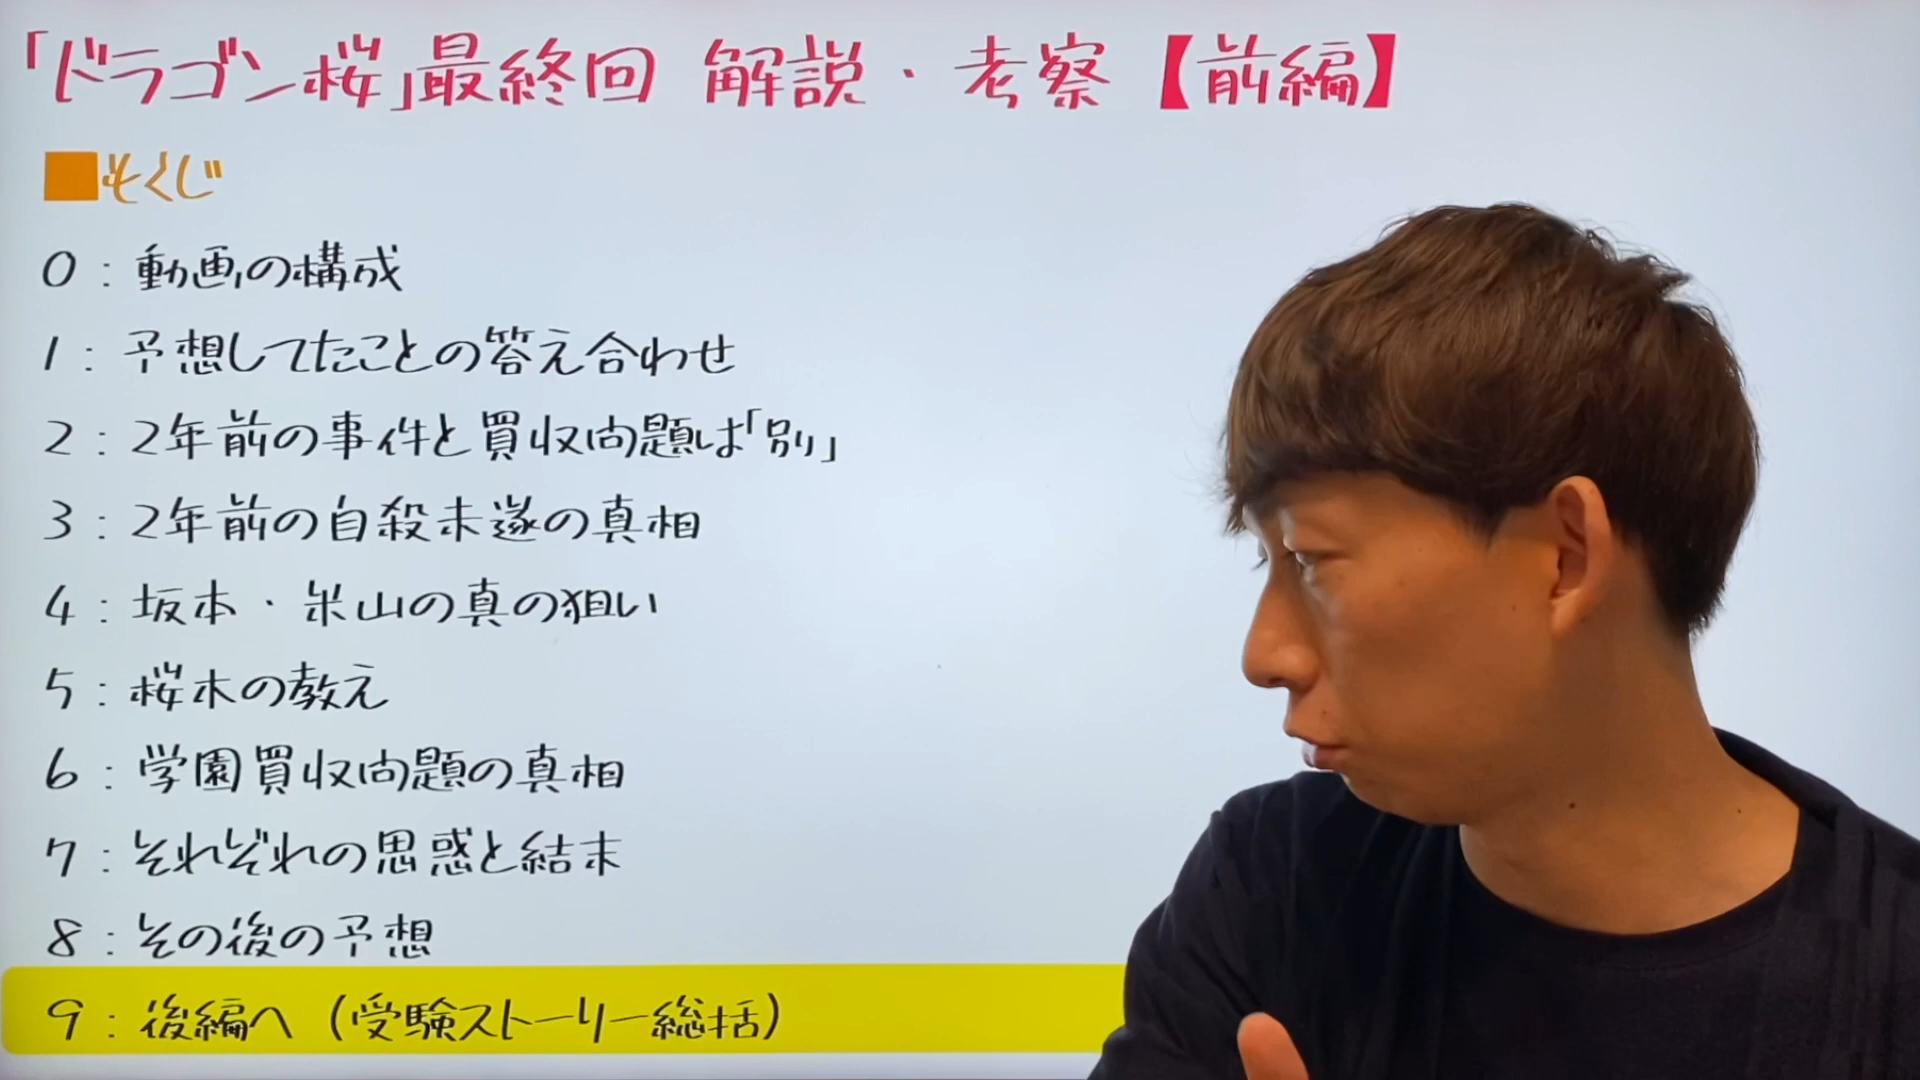 「ドラゴン桜」最終回 解説・考察【前編】
■もくじ
0：動画の構成
1：予想してたことの答え合わせ
2：2年前の事件と買収問題は「別」
3：2年前の自殺未遂の真相
4：坂本・米山の真の狙い
5：桜木の教え
6：学園買収問題の真相
7：それぞれの思惑と結末
8：その後の予想
9：後編へ（受験ストーリー総括）